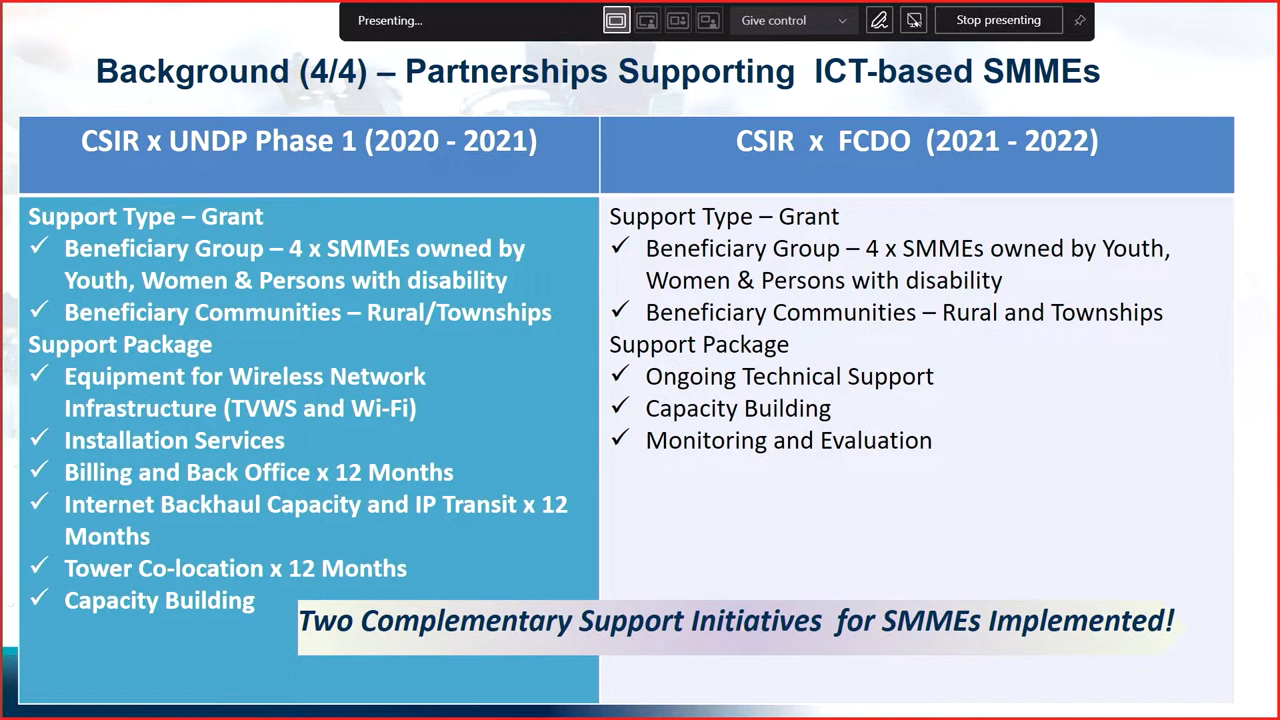 Presenting...
Give control
Stop presenting
Background (4/4) – Partnerships Supporting ICT-based SMMEs
CSIR x UNDP Phase 1 (2020 - 2021)
Support Type – Grant
✓ Beneficiary Group – 4 x SMMEs owned by
Youth, Women & Persons with disability
✓ Beneficiary Communities – Rural/Townships
Support Package
✓ Equipment for Wireless Network
Infrastructure (TVWS and Wi-Fi)
✓ Installation Services
✓ Billing and Back Office x 12 Months
✓ Internet Backhaul Capacity and IP Transit x 12
Months
✓ Tower Co-location x 12 Months
✓ Capacity Building
CSIR x FCDO (2021 - 2022)
Support Type – Grant
✓ Beneficiary Group – 4 x SMMEs owned by Youth,
Women & Persons with disability
✓ Beneficiary Communities – Rural and Townships
Support Package
✓ Ongoing Technical Support
✓ Capacity Building
✓ Monitoring and Evaluation
Two Complementary Support Initiatives for SMMEs Implemented!